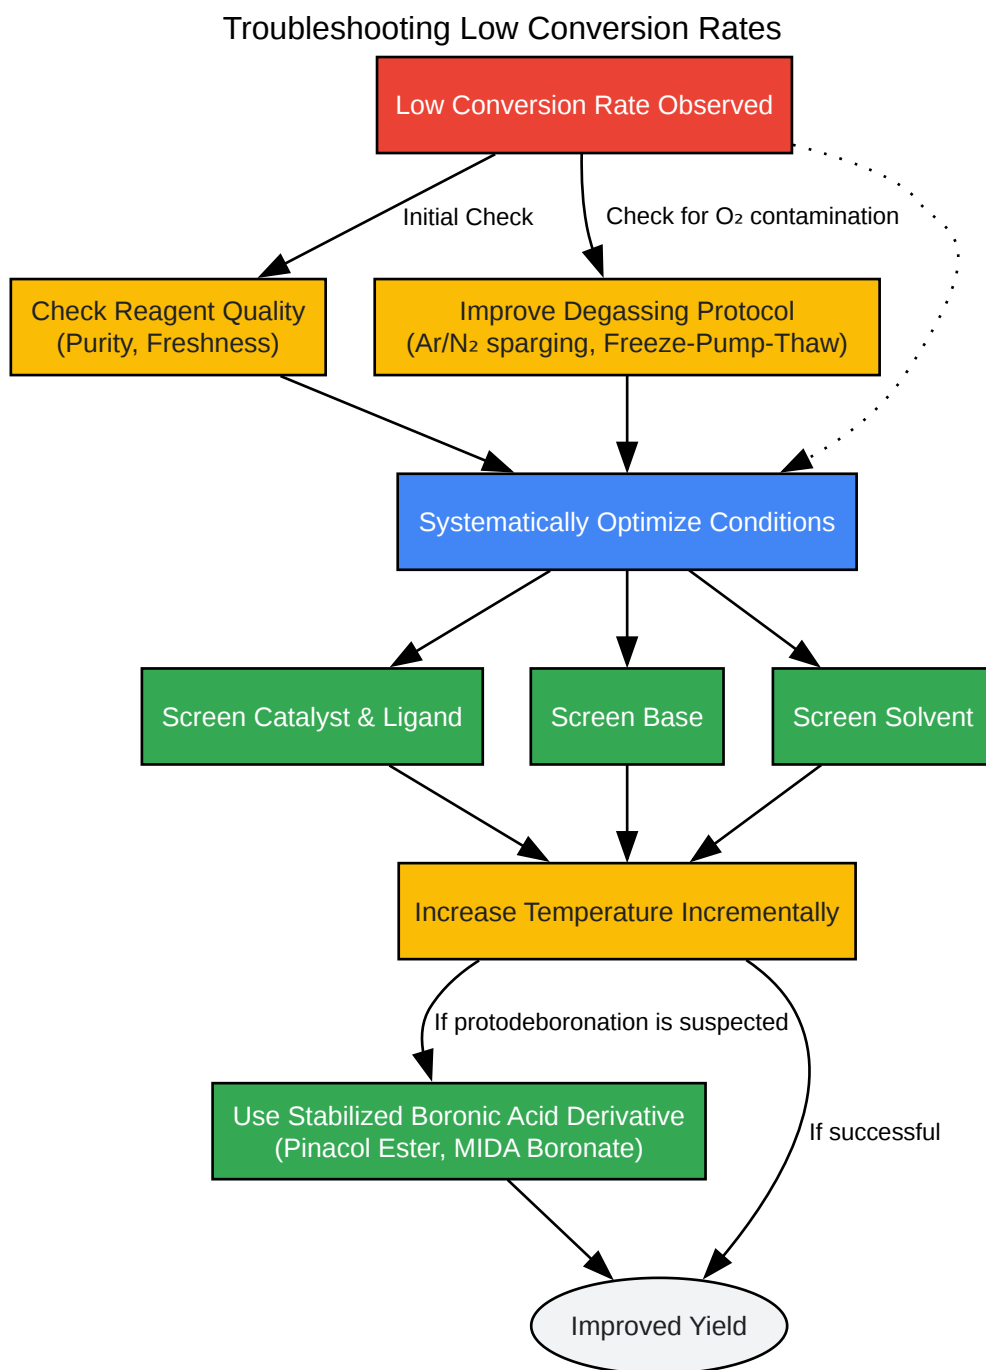 Troubleshooting Low Conversion Rates
Low Conversion Rate Observed
Initial Check
Check for O₂ contamination
Check Reagent Quality
(Purity, Freshness)
Improve Degassing Protocol
(Ar/N₂ sparging, Freeze-Pump-Thaw)
Systematically Optimize Conditions
Screen Catalyst & Ligand
Screen Base
Screen Solvent
Increase Temperature Incrementally
If protodeboronation is suspected
Use Stabilized Boronic Acid Derivative
(Pinacol Ester, MIDA Boronate)
If successful
Improved Yield